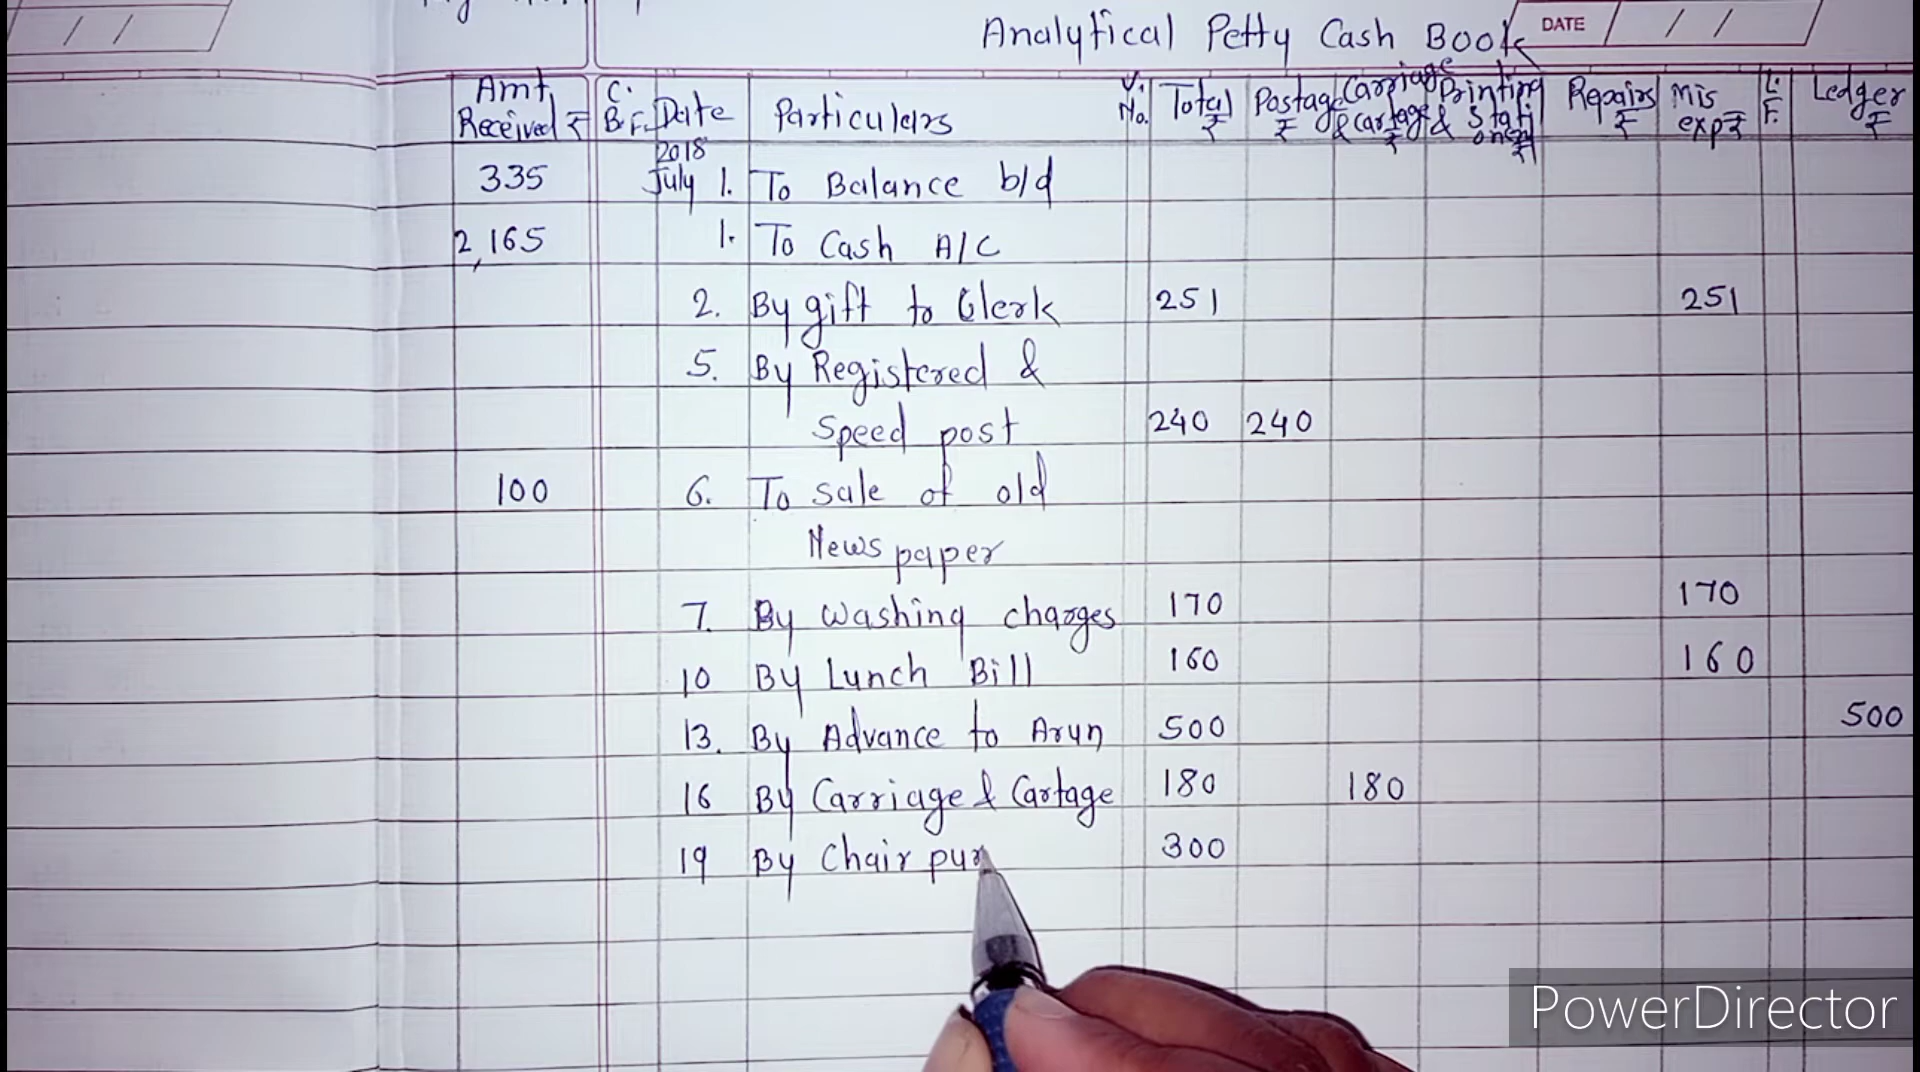 Analytical Petty Cash Book
DATE / /
/ /
Amt Received ₹ C. B. F. Date Particulars V. No. Total ₹ Postage ₹ Carriage & Cartage ₹ Printing & Stationery ₹ Repairs ₹ Mis exp ₹ L. F. Ledger ₹
2018
335 July 1. To Balance b/d
2,165 1. To Cash A/C
2. By gift to Clerk 251 251
5. By Registered &
Speed post 240 240
100 6. To Sale of old
News paper
7. By Washing charges 170 170
10 By Lunch Bill 160 160
13. By Advance to Arun 500 500
16 By Carriage & Cartage 180 180
19 By Chair pur 300
PowerDirector